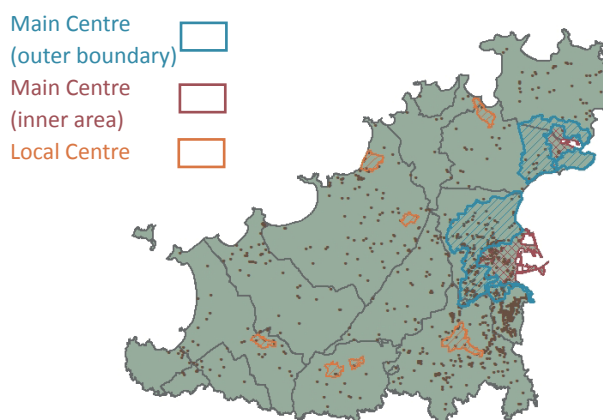 Main Centre
(outer boundary)
Main Centre
(inner area)
Local Centre